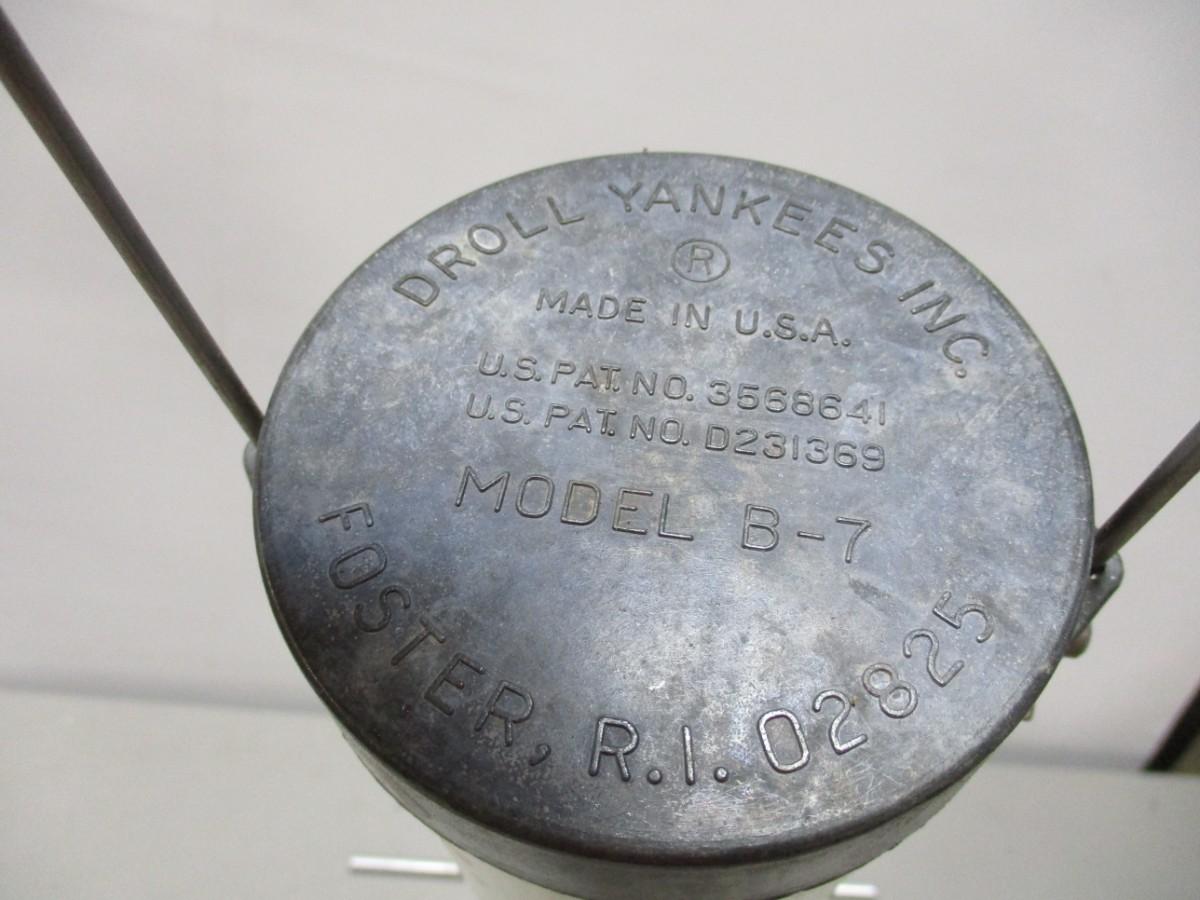 DROLL YANKEES INC.
®
MADE IN U.S.A.
U.S. PAT. NO. 3568641
U.S. PAT. NO. D231369
MODEL B-7
FOSTER, R.I. 02825